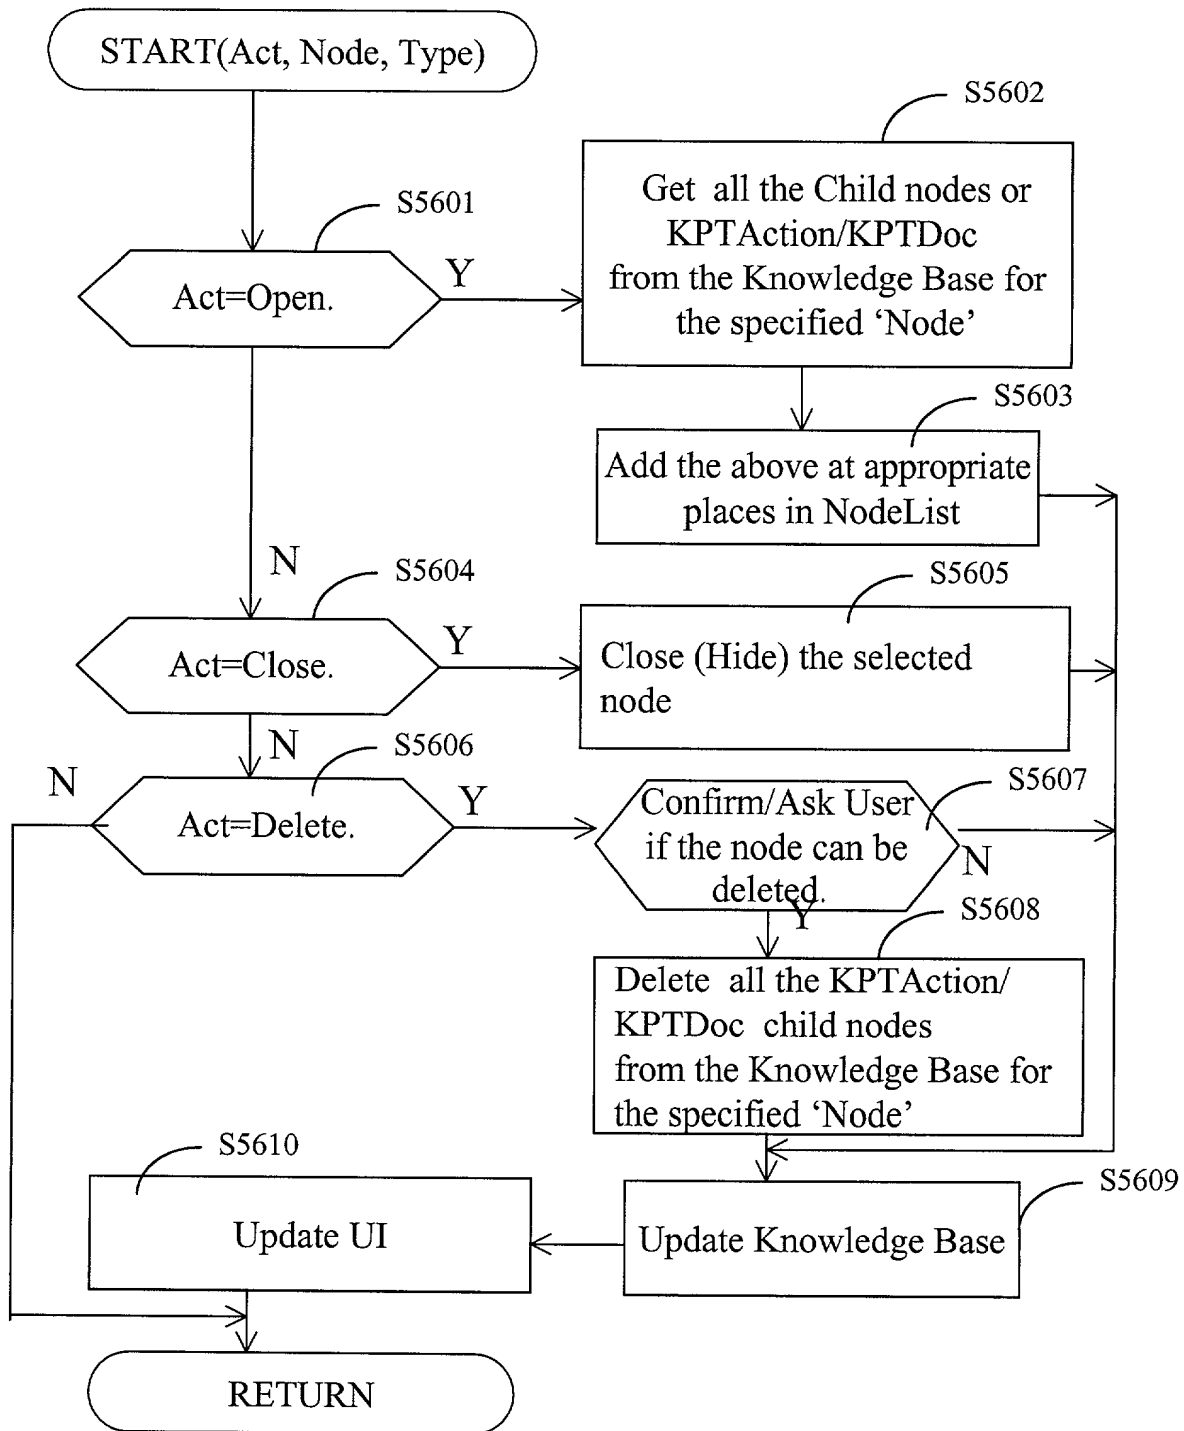 START(Act, Node, Type)
S5602
Get all the Child nodes or
KPTAction/KPTDoc
from the Knowledge Base for
the specified ‘Node’
S5601
Act=Open.
Y
S5603
Add the above at appropriate
places in NodeList
N
S5604
Act=Close.
Y
S5605
Close (Hide) the selected
node
N
S5606
N
Act=Delete.
Y
S5607
Confirm/Ask User
if the node can be
deleted.
N
Y
S5608
Delete all the KPTAction/
KPTDoc child nodes
from the Knowledge Base for
the specified ‘Node’
S5610
Update UI
S5609
Update Knowledge Base
RETURN